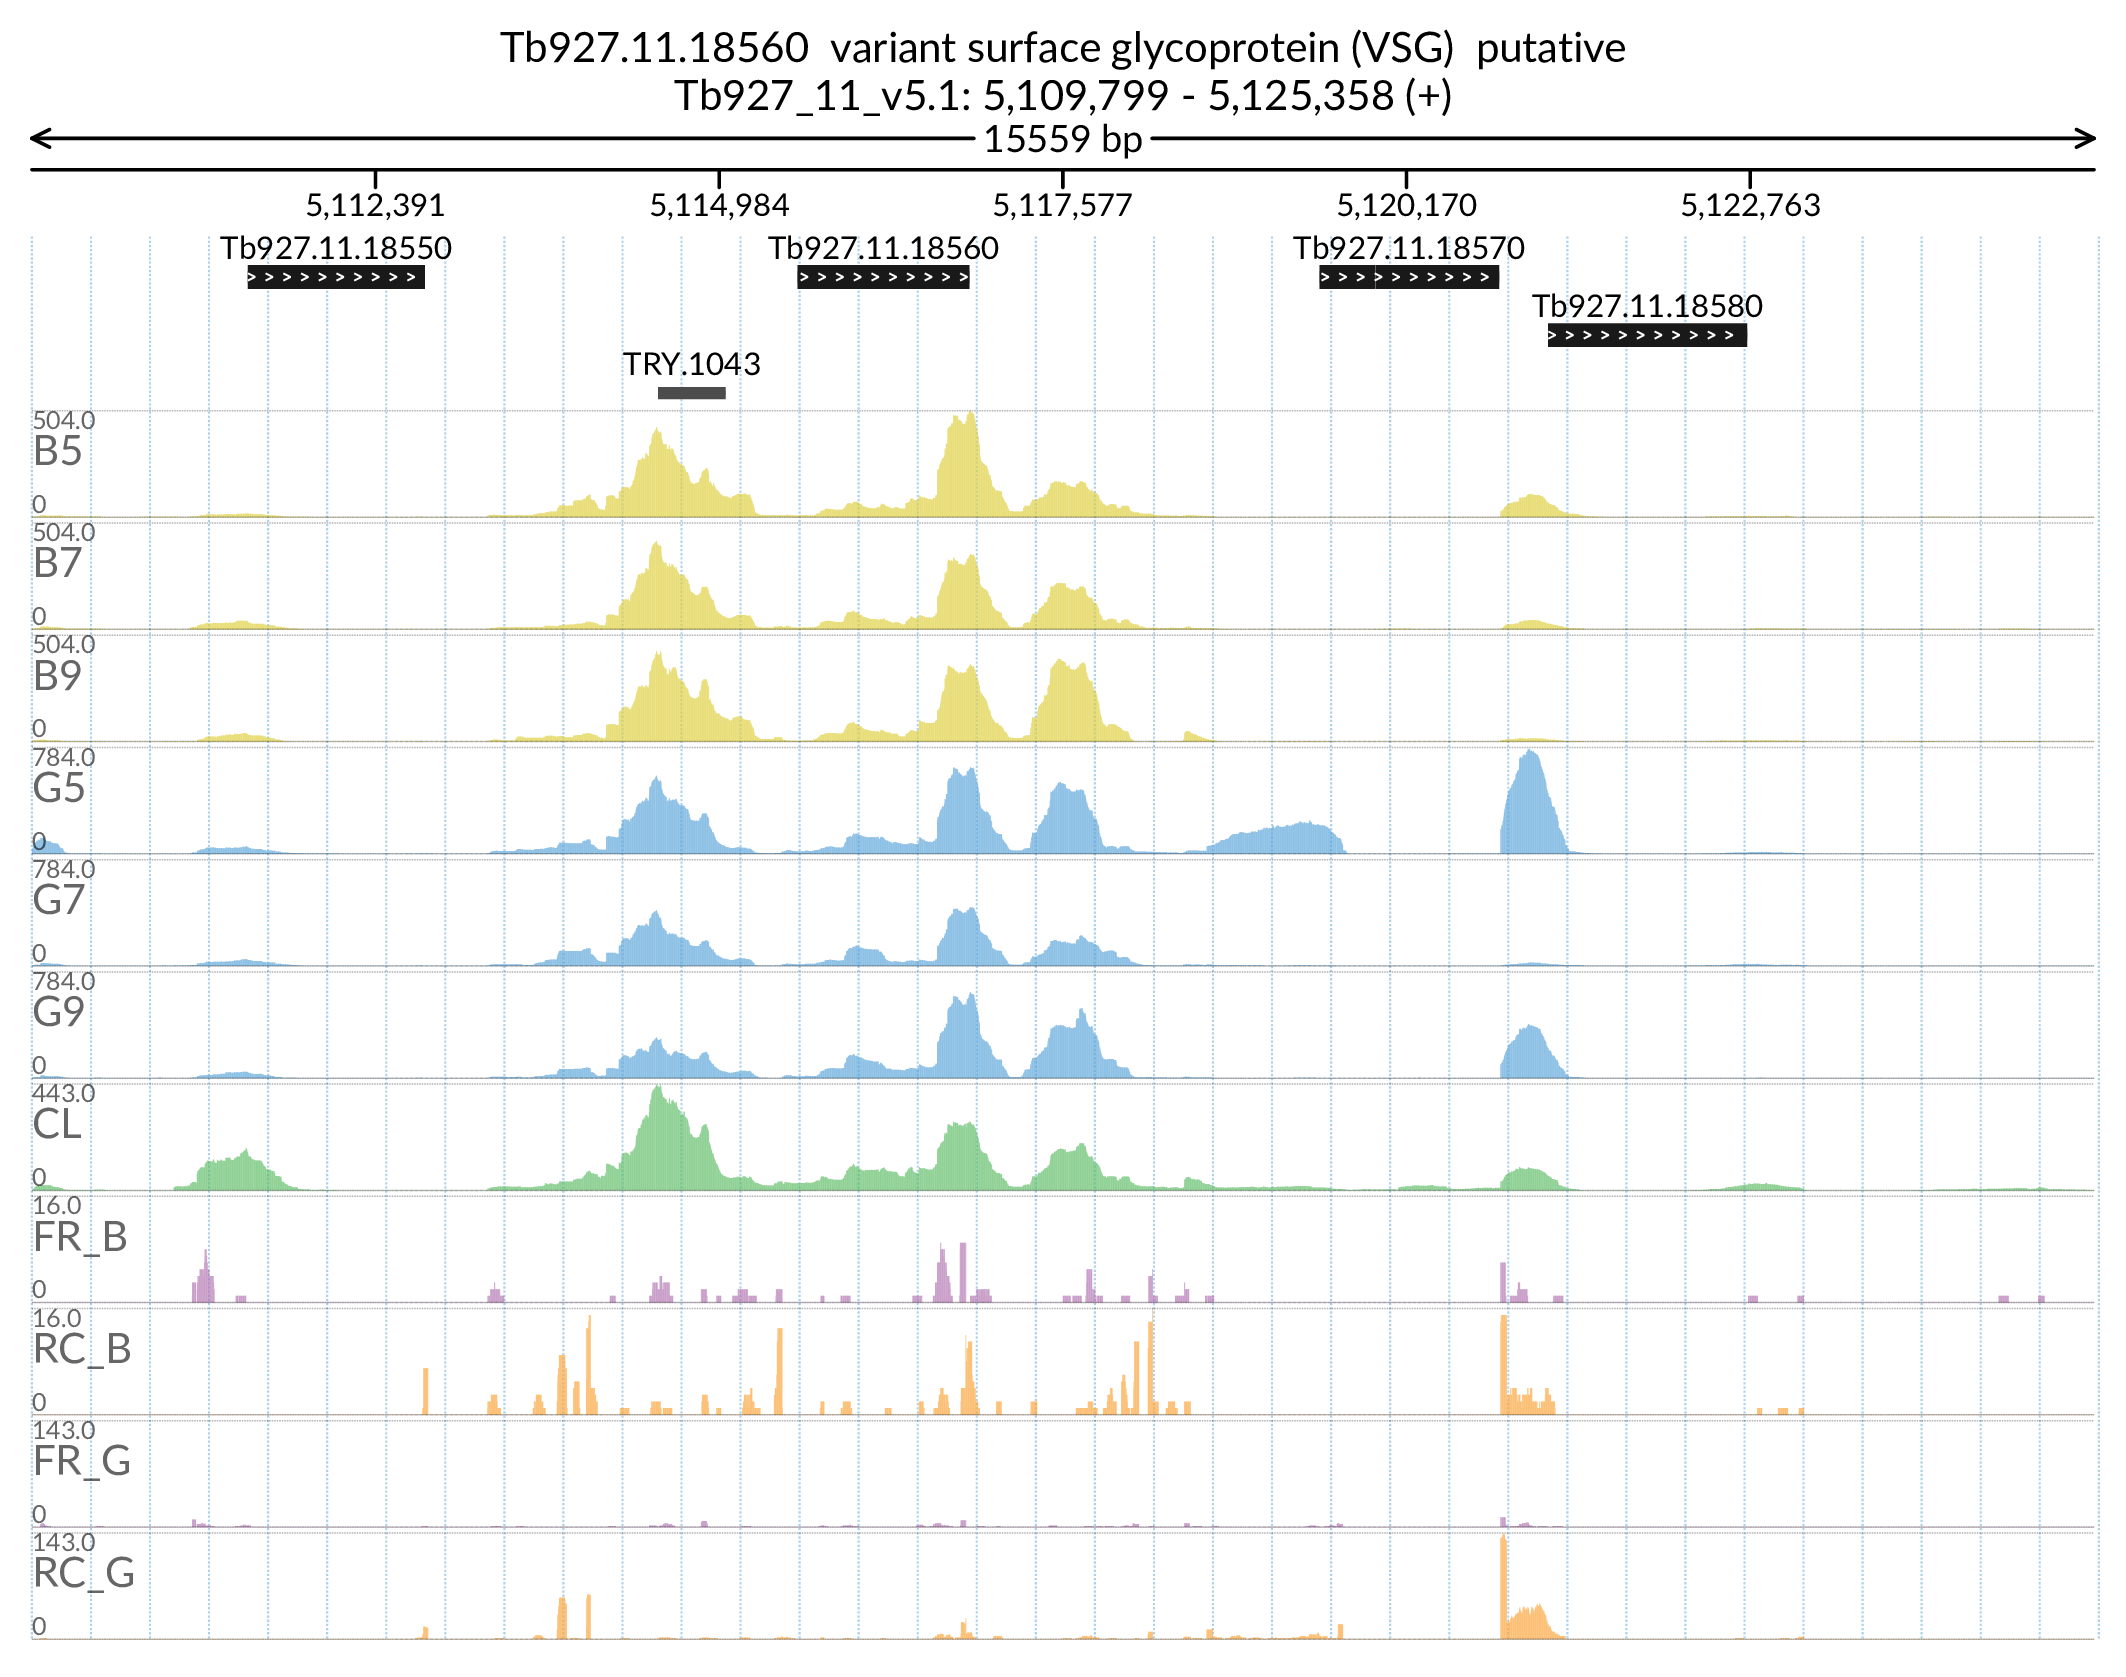 Tb927.11.18560  variant surface glycoprotein (VSG)  putative
Tb927_11_v5.1: 5,109,799 - 5,125,358 (+)
15559 bp
5,112,391 5,114,984 5,117,577 5,120,170 5,122,763
Tb927.11.18550 Tb927.11.18560 Tb927.11.18570
Tb927.11.18580
TRY.1043
504.0
B5
0
504.0
B7
0
504.0
B9
0
784.0
G5
0
784.0
G7
0
784.0
G9
0
443.0
CL
0
16.0
FR_B
0
16.0
RC_B
0
143.0
FR_G
0
143.0
RC_G
0